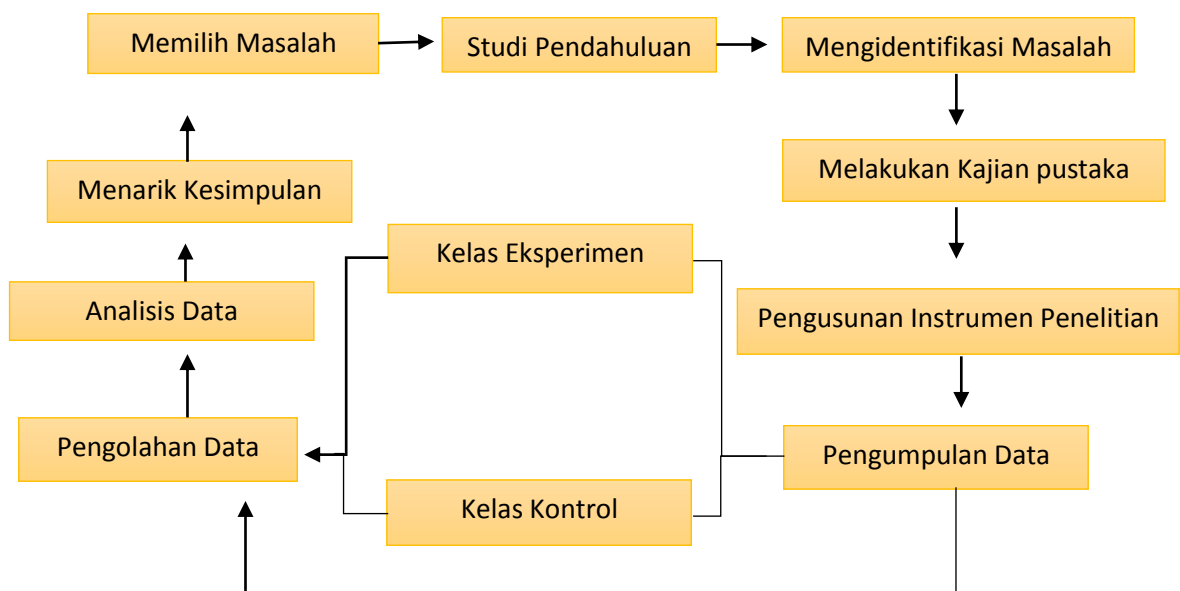 Memilih Masalah
Studi Pendahuluan
Mengidentifikasi Masalah
Melakukan Kajian pustaka
Menarik Kesimpulan
Kelas Eksperimen
Analisis Data
Pengusunan Instrumen Penelitian
Pengolahan Data
Pengumpulan Data
Kelas Kontrol